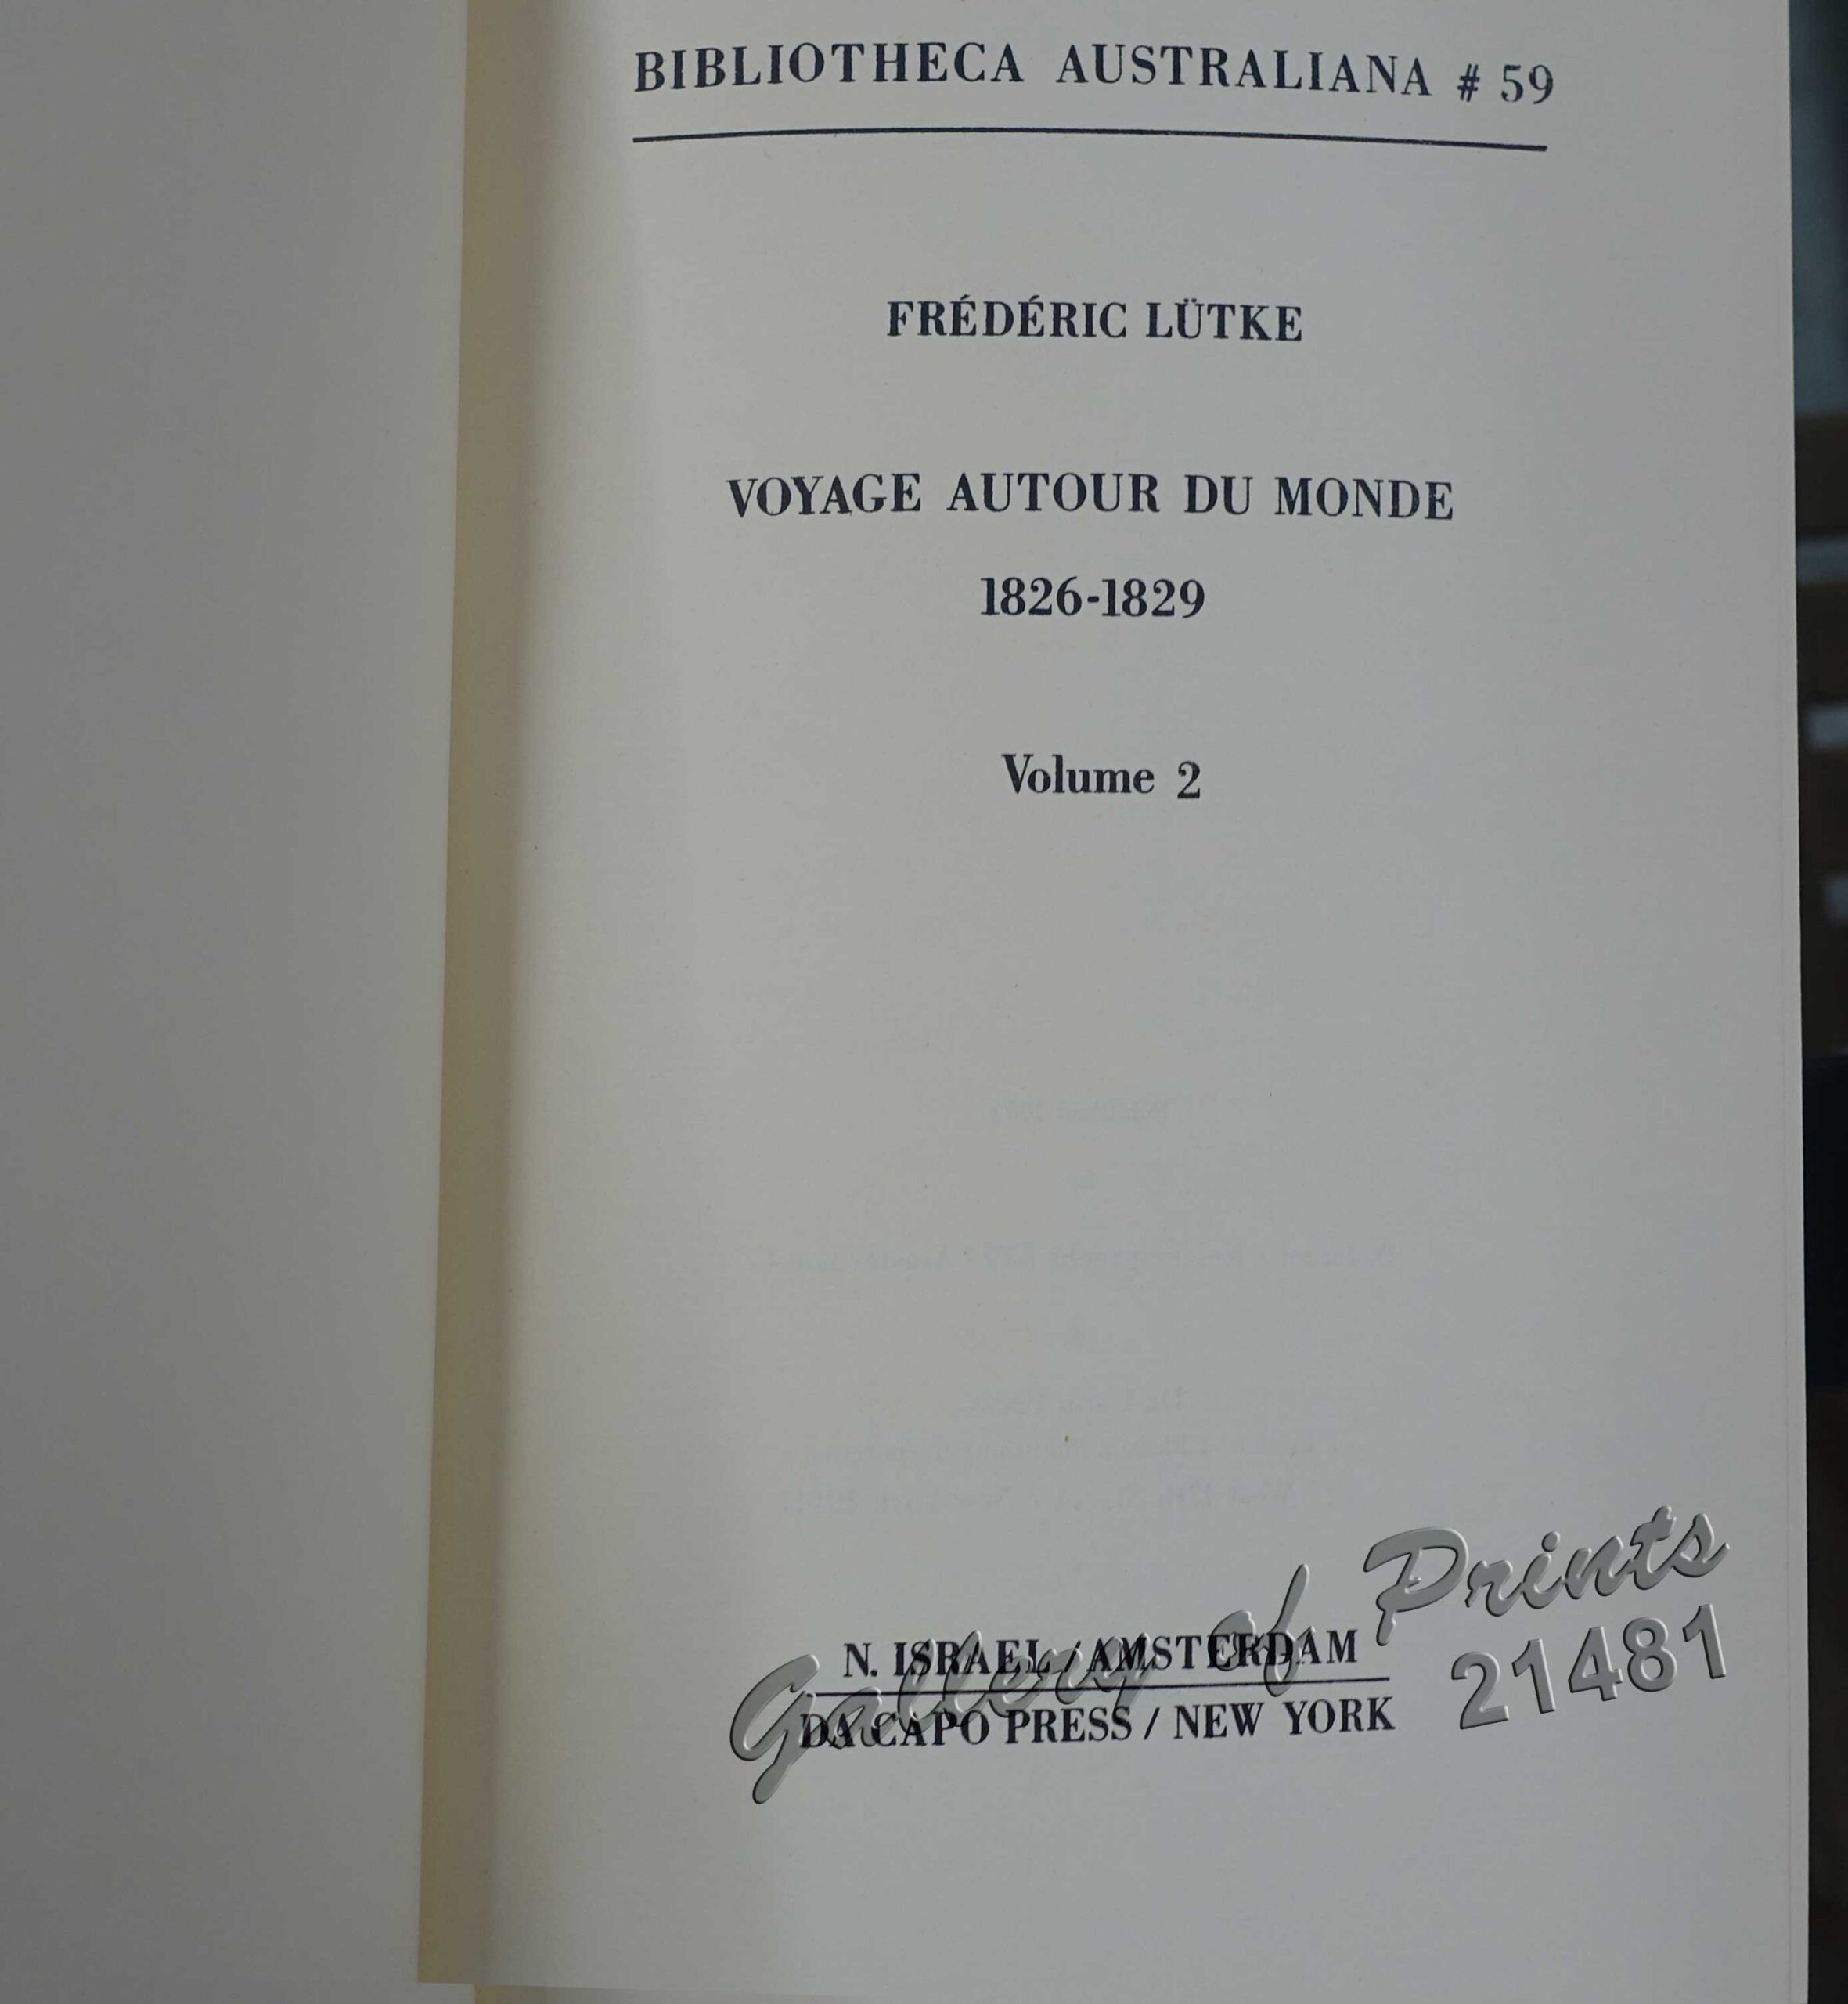 BIBLIOTHECA AUSTRALIANA # 59
FRÉDÉRIC LÜTKE
VOYAGE AUTOUR DU MONDE
1826-1829
Volume 2
N. ISRAEL / AMSTERDAM
DA CAPO PRESS / NEW YORK
Gallery of Prints
21481